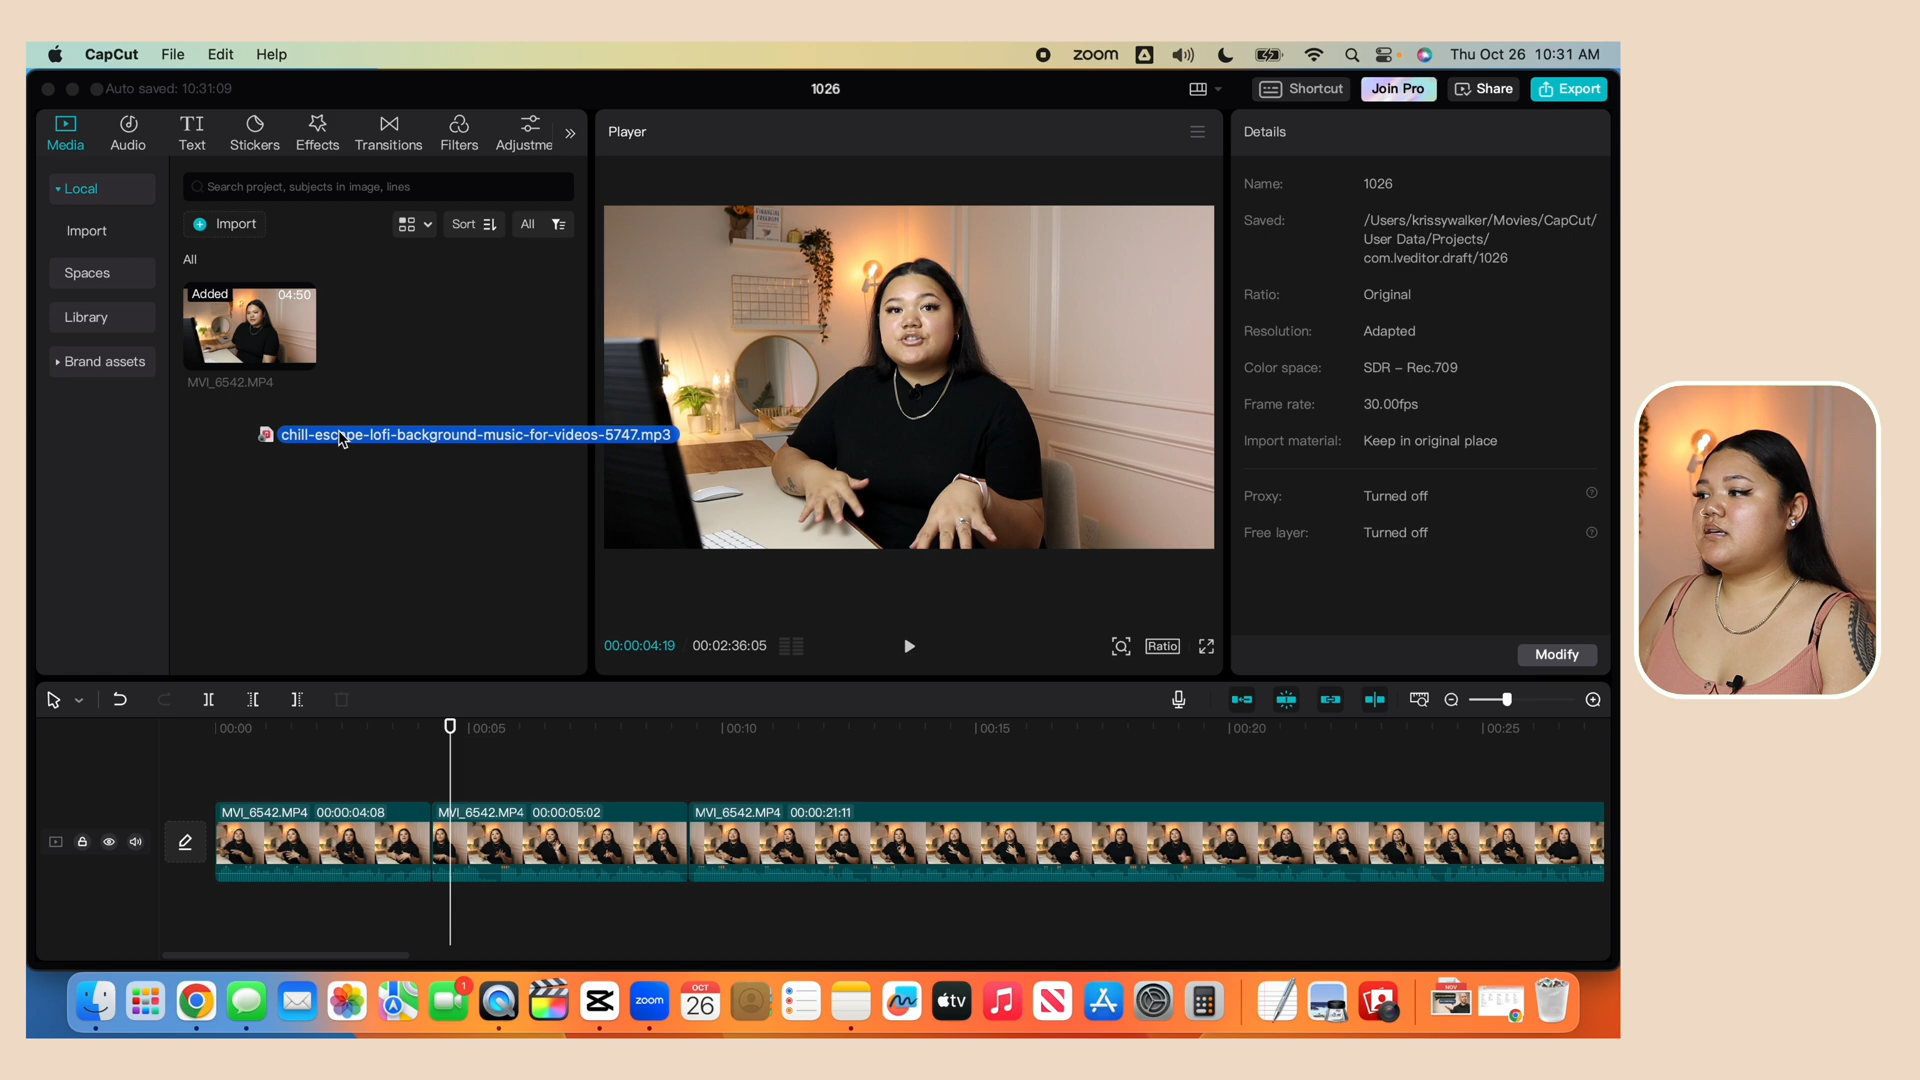 CapCut File Edit Help
zoom Thu Oct 26 10:31 AM
Auto saved: 10:31:09
1026
Shortcut
Join Pro
Share
Export
Media
Audio
TI
Text
Stickers
Effects
Transitions
Filters
Adjustme
Local
Import
Spaces
Library
Brand assets
Search project, subjects in image, lines
Import
Sort
All
All
Added 04:50
MVI_6542.MP4
chill-escape-lofi-background-music-for-videos-5747.mp3
Player
FINANCIAL
FREEDOM
00:00:04:19 00:02:36:05
Ratio
Details
Name: 1026
Saved: /Users/krissywalker/Movies/CapCut/
User Data/Projects/
com.lveditor.draft/1026
Ratio: Original
Resolution: Adapted
Color space: SDR – Rec.709
Frame rate: 30.00fps
Import material: Keep in original place
Proxy: Turned off
Free layer: Turned off
Modify
00:00 00:05 00:10 00:15 00:20 00:25
MVI_6542.MP4 00:00:04:08
MVI_6542.MP4 00:00:05:02
MVI_6542.MP4 00:00:21:11
1
zoom
OCT
26
tv
NOV